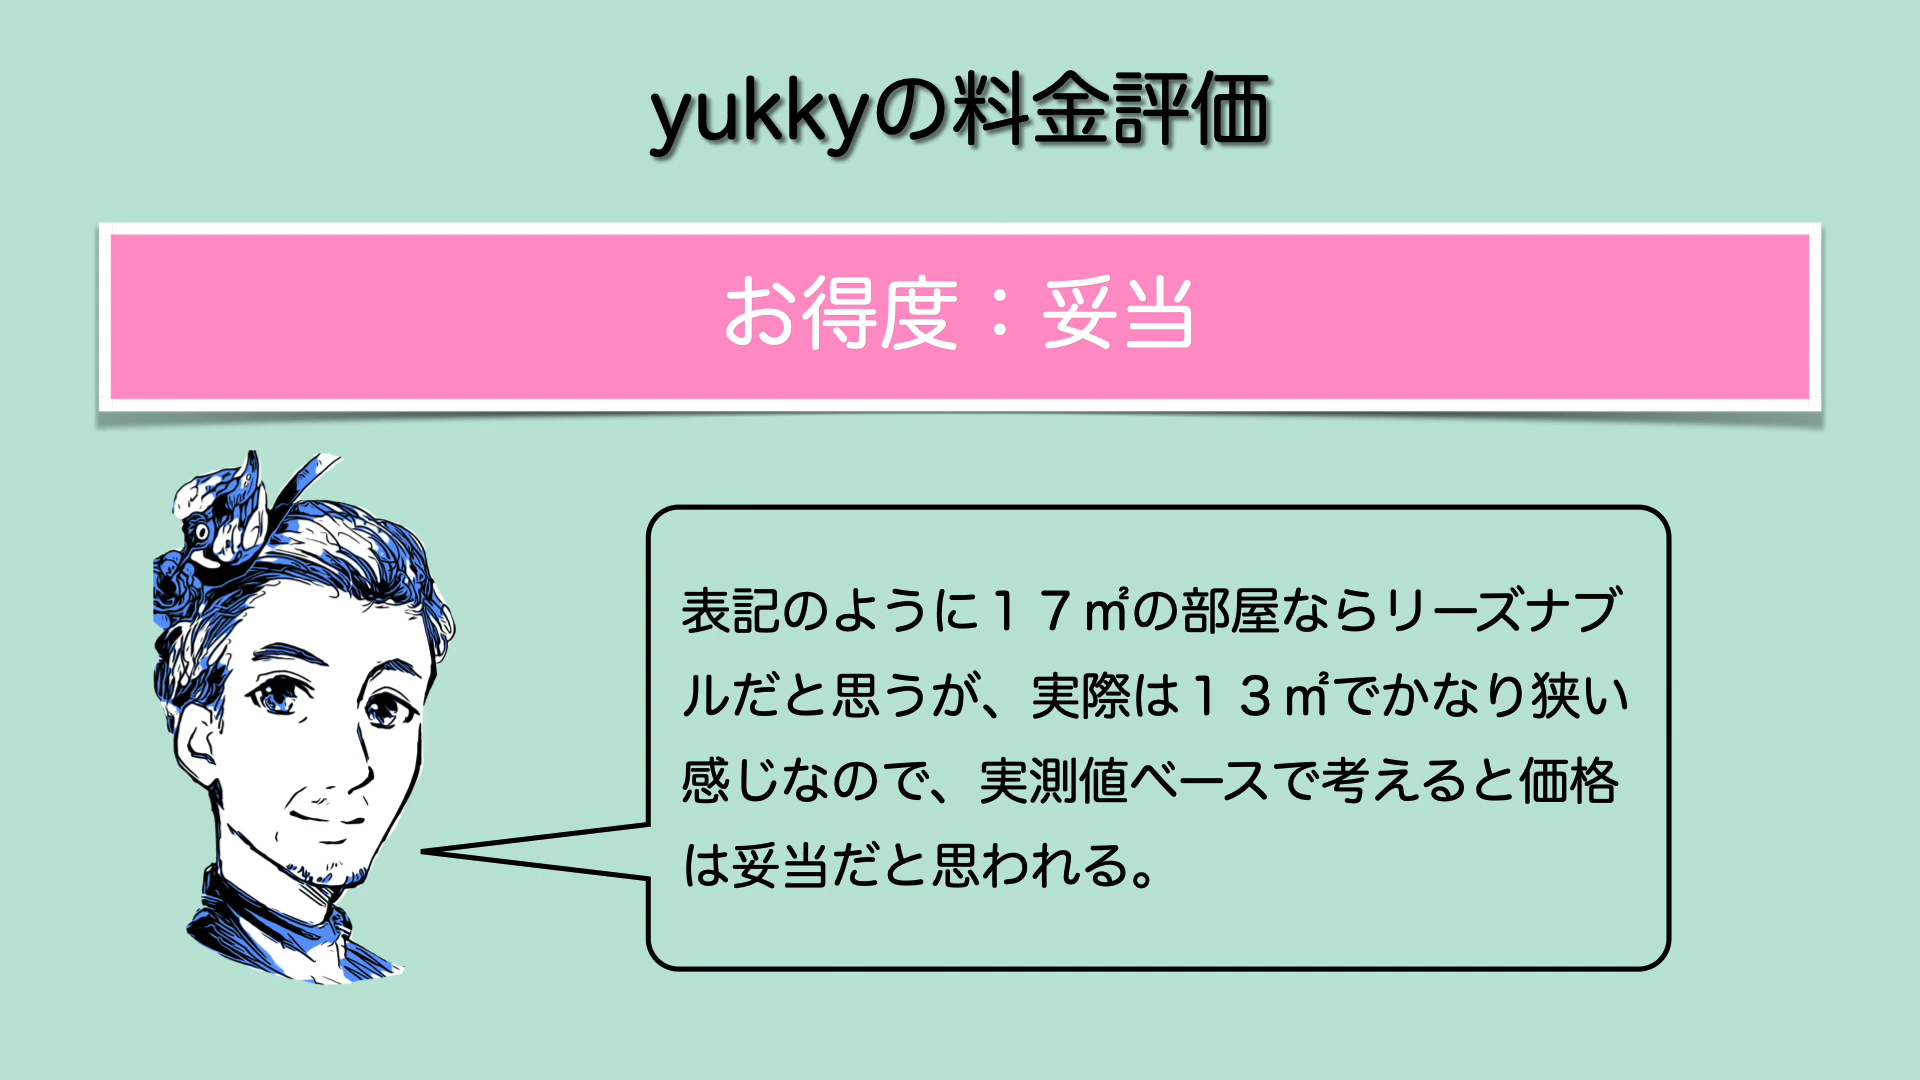 yukkyの料金評価
お得度：妥当
表記のように１７㎡の部屋ならリーズナブ
ルだと思うが、実際は１３㎡でかなり狭い
感じなので、実測値ベースで考えると価格
は妥当だと思われる。